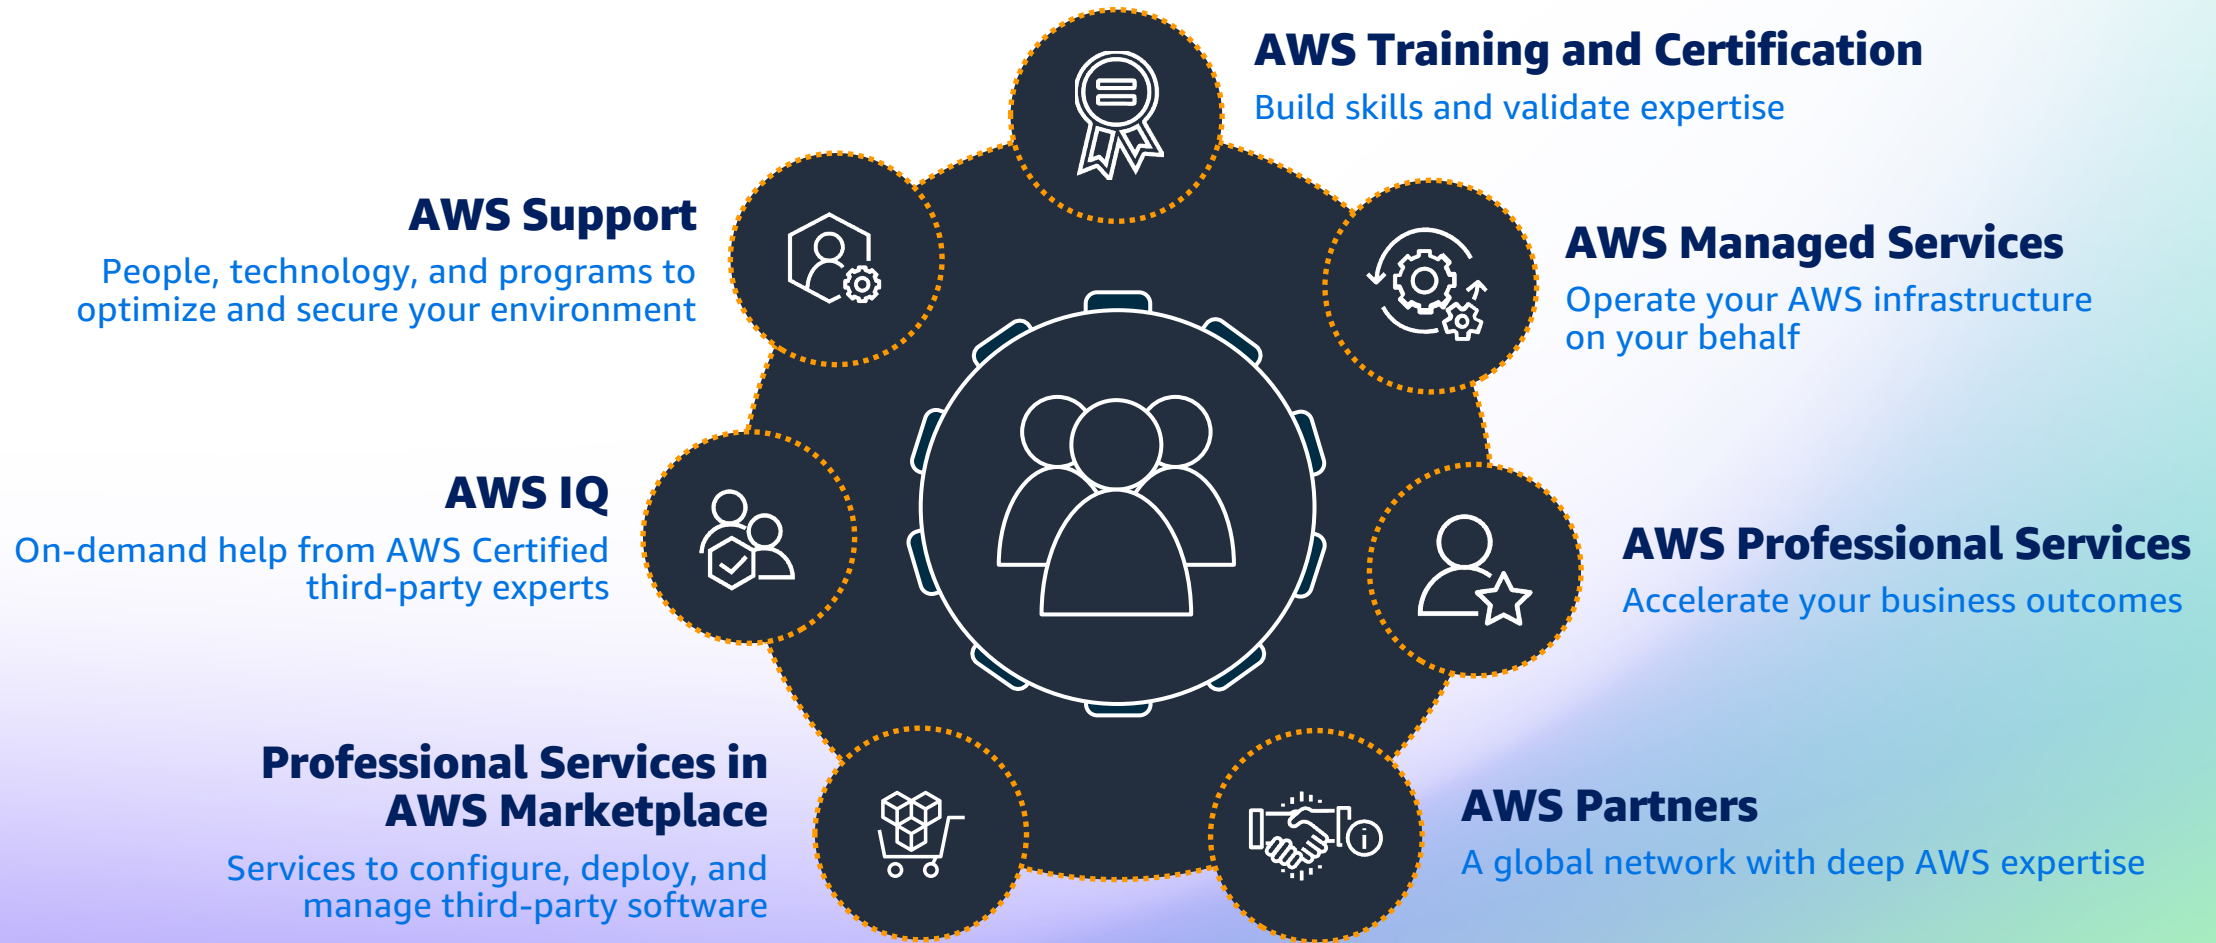 AWS Training and Certification
Build skills and validate expertise
AWS Support
People, technology, and programs to
optimize and secure your environment
AWS Managed Services
Operate your AWS infrastructure
on your behalf
AWS IQ
On-demand help from AWS Certified
third-party experts
AWS Professional Services
Accelerate your business outcomes
Professional Services in
AWS Marketplace
Services to configure, deploy, and
manage third-party software
AWS Partners
A global network with deep AWS expertise